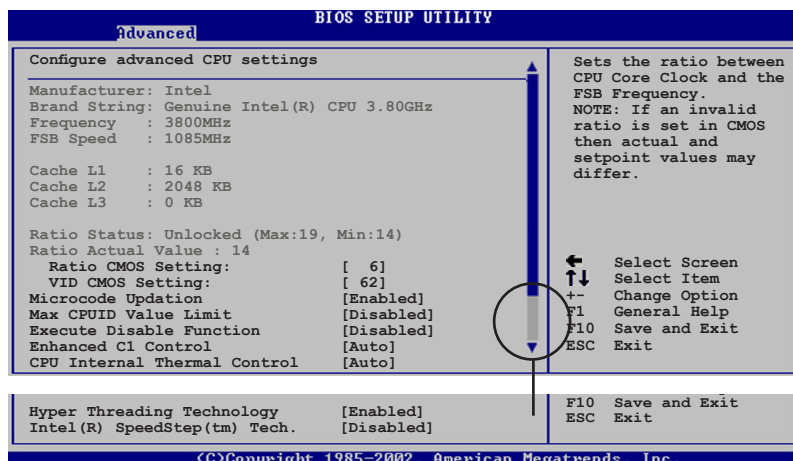 BIOS SETUP UTILITY
Advanced
Configure advanced CPU settings
Manufacturer: Intel
Brand String: Genuine Intel(R) CPU 3.80GHz
Frequency : 3800MHz
FSB Speed : 1085MHz
Cache L1 : 16 KB
Cache L2 : 2048 KB
Cache L3 : 0 KB
Ratio Status: Unlocked (Max:19, Min:14)
Ratio Actual Value : 14
Ratio CMOS Setting: [ 6]
VID CMOS Setting: [ 62]
Microcode Updation [Enabled]
Max CPUID Value Limit [Disabled]
Execute Disable Function [Disabled]
Enhanced C1 Control [Auto]
CPU Internal Thermal Control [Auto]
Sets the ratio between
CPU Core Clock and the
FSB Frequency.
NOTE: If an invalid
ratio is set in CMOS
then actual and
setpoint values may
differ.
← Select Screen
↑↓ Select Item
+- Change Option
F1 General Help
F10 Save and Exit
ESC Exit
Hyper Threading Technology [Enabled]
Intel(R) SpeedStep(tm) Tech. [Disabled]
F10 Save and Exit
ESC Exit
(C)Copyright 1985-2002, American Megatrends, Inc.